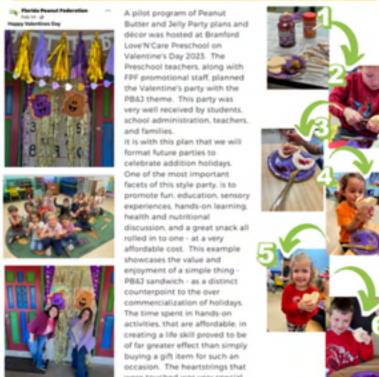 Florida Peanut Federation
Feb 14
Happy Valentines Day
A pilot program of Peanut
Butter and Jelly Party plans and
décor was hosted at Branford
Love'N'Care Preschool on
Valentine's Day 2023. The
Preschool teachers, along with
FPF promotional staff, planned
the Valentine's party with the
PB&J theme. This party was
very well received by students,
school administration, teachers,
and families.
It is with this plan that we will
format future parties to
celebrate addition holidays.
One of the most important
facets of this style party, is to
promote fun, education, sensory
experiences, hands-on learning,
health and nutritional
discussion, and a great snack all
rolled in to one - at a very
affordable cost. This example
showcases the value and
enjoyment of a simple thing -
PB&J sandwich - as a distinct
counterpoint to the over
commercialization of holidays.
The time spent in hands-on
activities, that are affordable, in
creating a life skill proved to be
of far greater effect than simply
buying a gift item for such an
occasion. The heartstrings that
were touched was very special
1
2
3
4
5
6